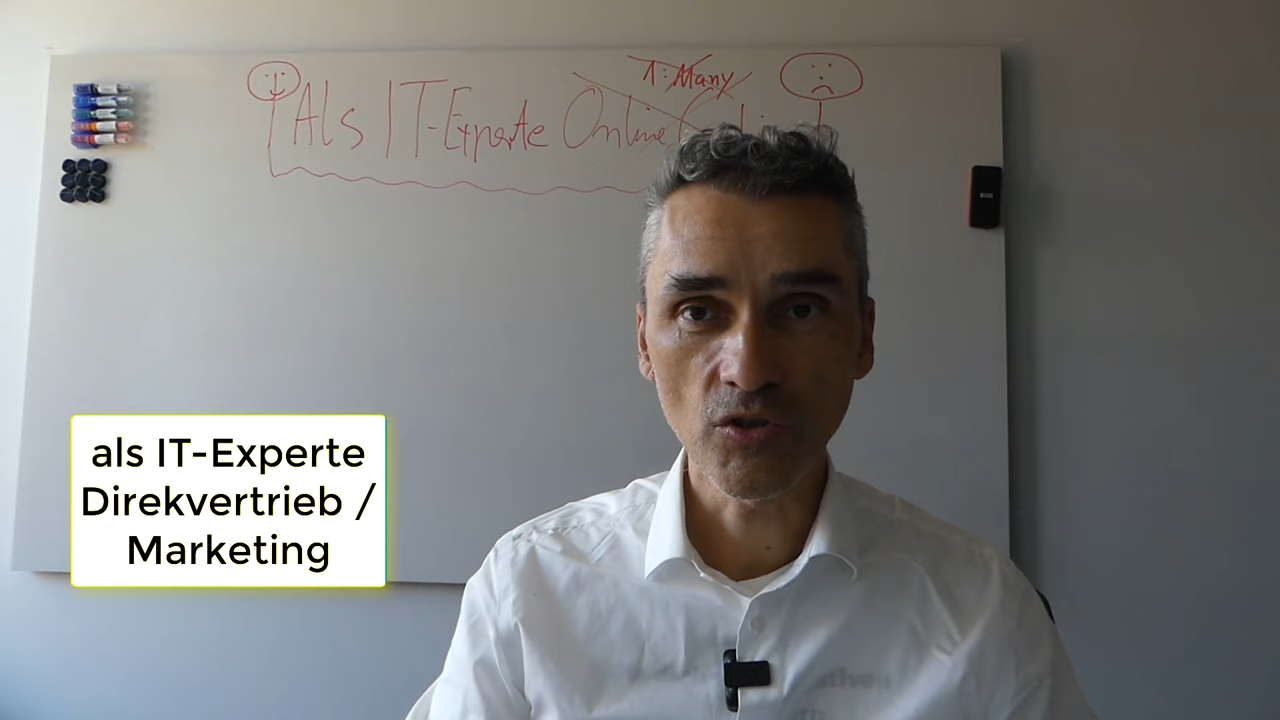 1: Many
Als IT-Experte Online
als IT-Experte
Direkvertrieb /
Marketing